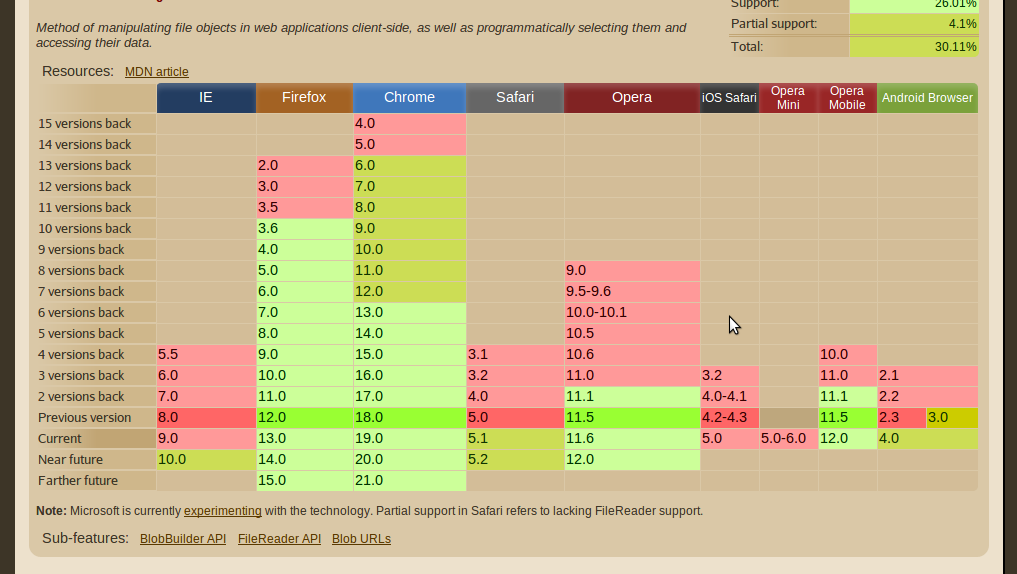 Support: 26.01%
Method of manipulating file objects in web applications client-side, as well as programmatically selecting them and
accessing their data.
Partial support: 4.1%
Total: 30.11%
Resources: MDN article
IE Firefox Chrome Safari Opera iOS Safari Opera Mini Opera Mobile Android Browser
15 versions back 4.0
14 versions back 5.0
13 versions back 2.0 6.0
12 versions back 3.0 7.0
11 versions back 3.5 8.0
10 versions back 3.6 9.0
9 versions back 4.0 10.0
8 versions back 5.0 11.0 9.0
7 versions back 6.0 12.0 9.5-9.6
6 versions back 7.0 13.0 10.0-10.1
5 versions back 8.0 14.0 10.5
4 versions back 5.5 9.0 15.0 3.1 10.6 10.0
3 versions back 6.0 10.0 16.0 3.2 11.0 3.2 11.0 2.1
2 versions back 7.0 11.0 17.0 4.0 11.1 4.0-4.1 11.1 2.2
Previous version 8.0 12.0 18.0 5.0 11.5 4.2-4.3 11.5 2.3 3.0
Current 9.0 13.0 19.0 5.1 11.6 5.0 5.0-6.0 12.0 4.0
Near future 10.0 14.0 20.0 5.2 12.0
Farther future 15.0 21.0
Note: Microsoft is currently experimenting with the technology. Partial support in Safari refers to lacking FileReader support.
Sub-features: BlobBuilder API FileReader API Blob URLs